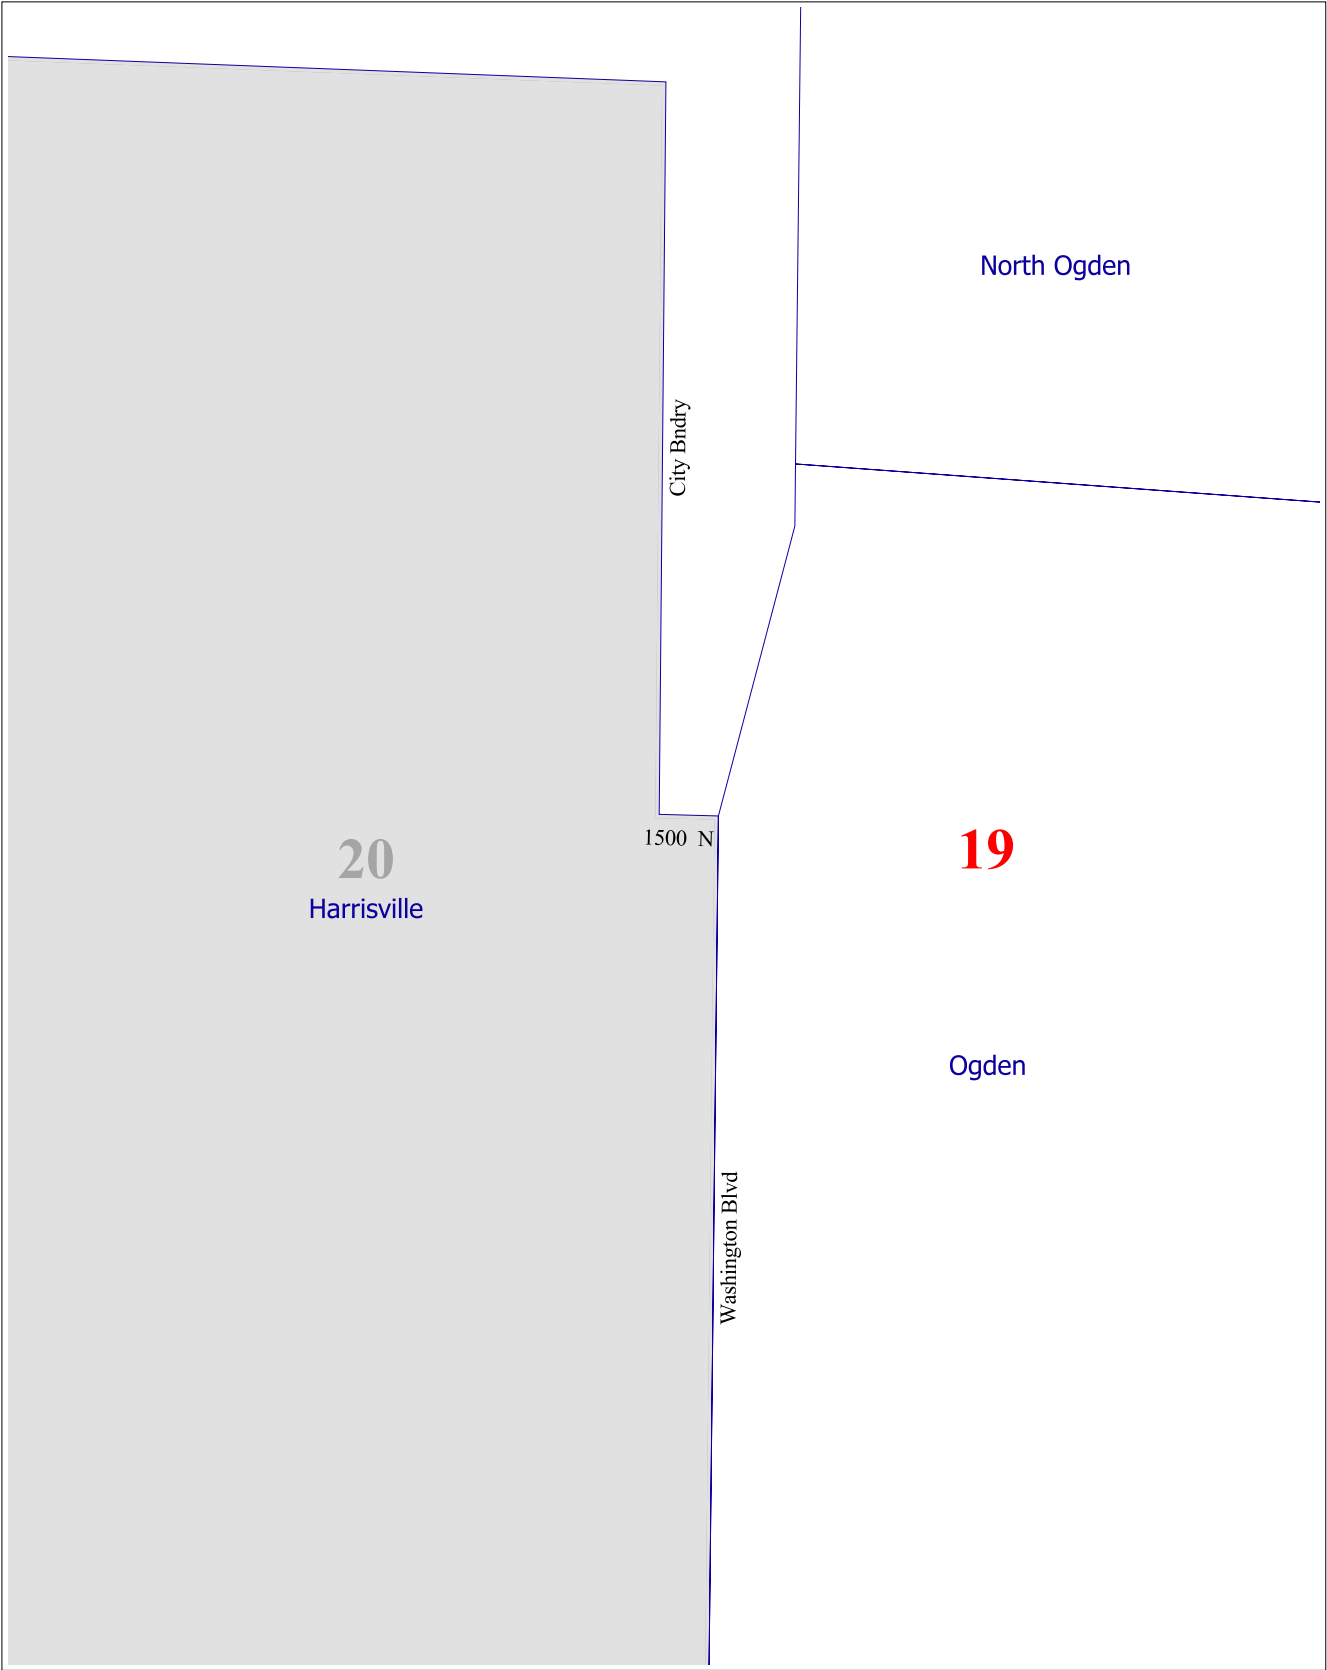 North Ogden
City Bndry
1500 N
20
19
Harrisville
Ogden
Washington Blvd